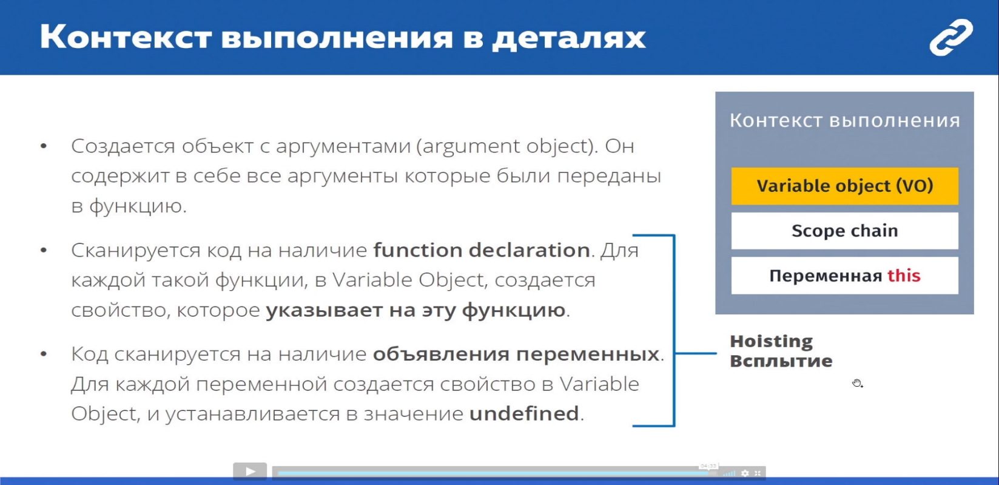 Контекст выполнения в деталях
• Создается объект с аргументами (argument object). Он
содержит в себе все аргументы которые были переданы
в функцию.
• Сканируется код на наличие function declaration. Для
каждой такой функции, в Variable Object, создается
свойство, которое указывает на эту функцию.
• Код сканируется на наличие объявления переменных.
Для каждой переменной создается свойство в Variable
Object, и устанавливается в значение undefined.
Контекст выполнения
Variable object (VO)
Scope chain
Переменная this
Hoisting
Всплытие
04:33